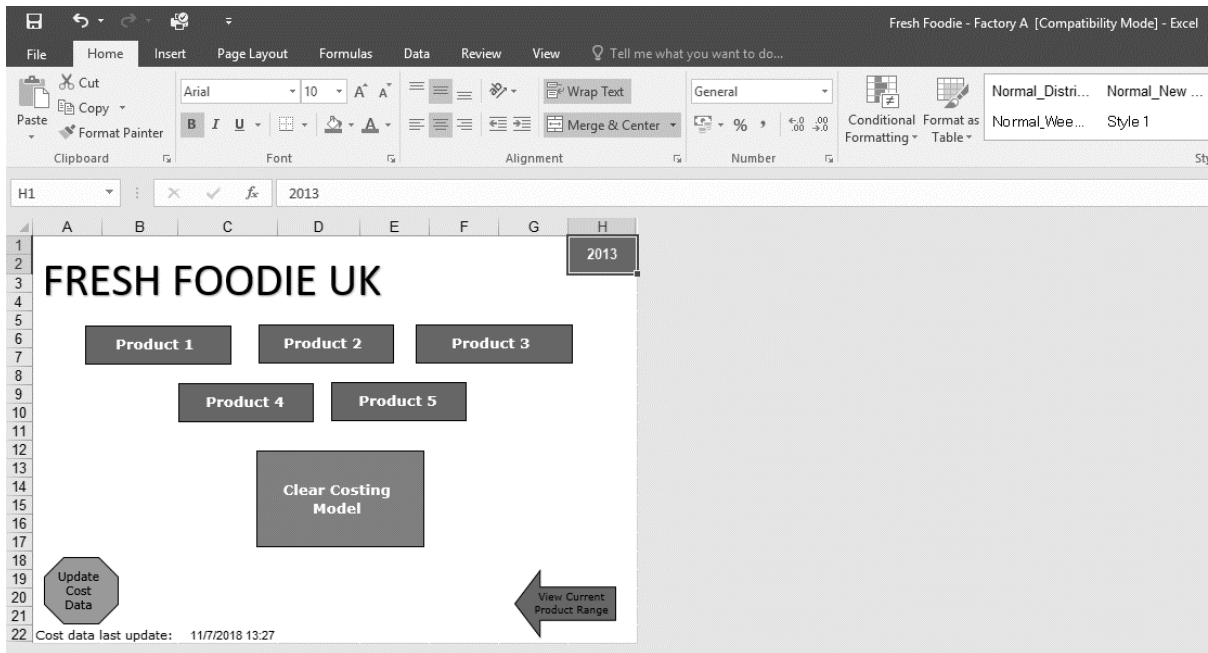 Fresh Foodie - Factory A [Compatibility Mode] - Excel
File Home Insert Page Layout Formulas Data Review View Tell me what you want to do...
Paste
Cut
Copy
Format Painter
Clipboard
Arial 10 A A
B I U A
Font
Wrap Text
Merge & Center
Alignment
General
% , .0 .00 .00 .0
Number
Conditional Formatting
Format as Table
Normal_Distri... Normal_New ...
Normal_Wee... Style 1
H1 fx 2013
A B C D E F G H
1
2
3
4
5
6
7
8
9
10
11
12
13
14
15
16
17
18
19
20
21
22
2013
FRESH FOODIE UK
Product 1 Product 2 Product 3
Product 4 Product 5
Clear Costing
Model
Update
Cost
Data
View Current
Product Range
Cost data last update: 11/7/2018 13:27